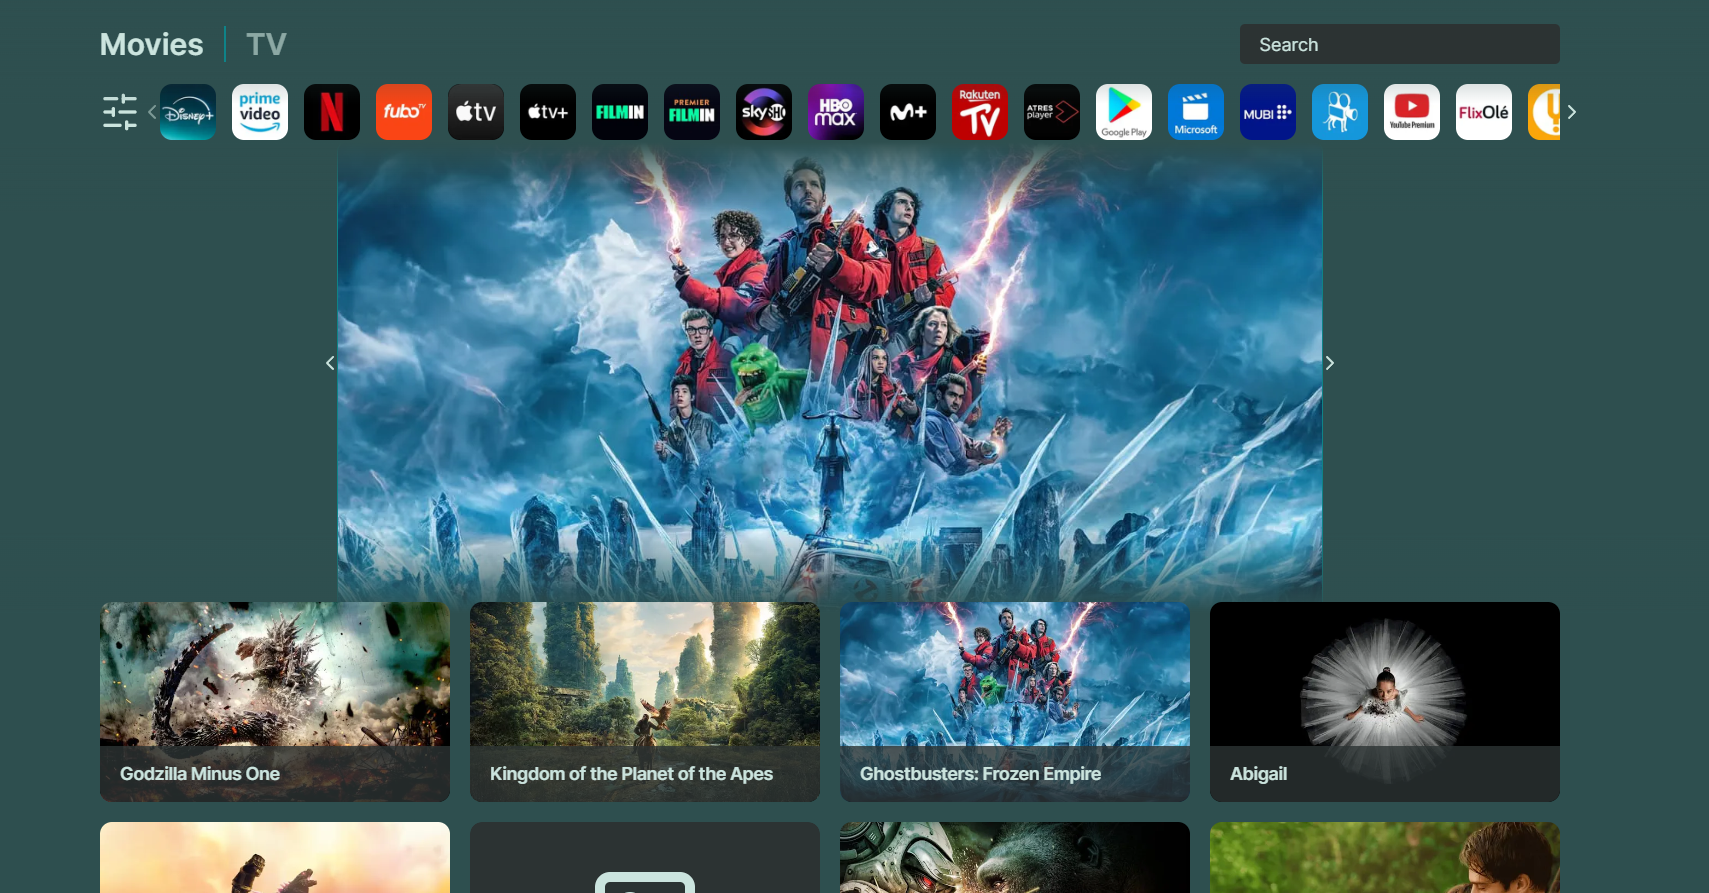 Movies
TV
Search
Disney+
prime video
N
fubo TV
tv
tv+
FILMIN
PREMIER FILMIN
sky SHO
HBO max
M+
Rakuten TV
ATRES player
Google Play
Microsoft
MUBI
YouTube Premium
FlixOlé
Godzilla Minus One
Kingdom of the Planet of the Apes
Ghostbusters: Frozen Empire
Abigail